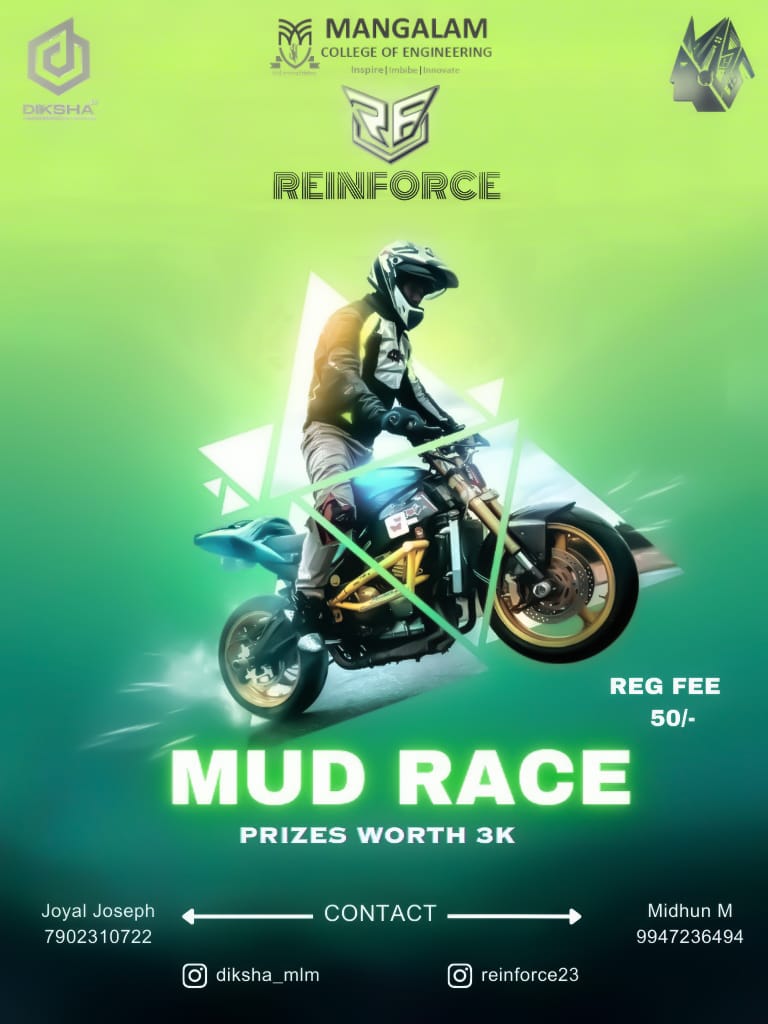 MANGALAM
COLLEGE OF ENGINEERING
Inspire|Imbibe|Innovate
DIKSHA
RF
REINFORCE
REG FEE
50/-
MUD RACE
PRIZES WORTH 3K
Joyal Joseph
7902310722
CONTACT
Midhun M
9947236494
diksha_mlm
reinforce23